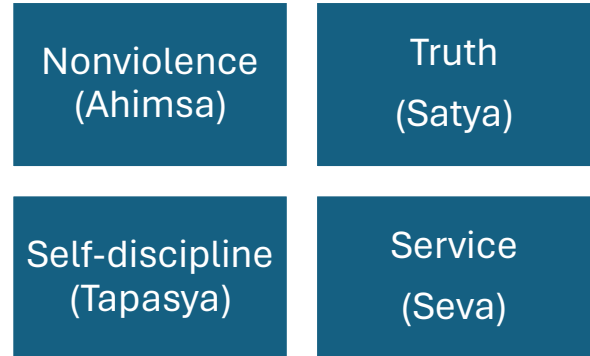 Nonviolence
(Ahimsa)
Truth
(Satya)
Self-discipline
(Tapasya)
Service
(Seva)